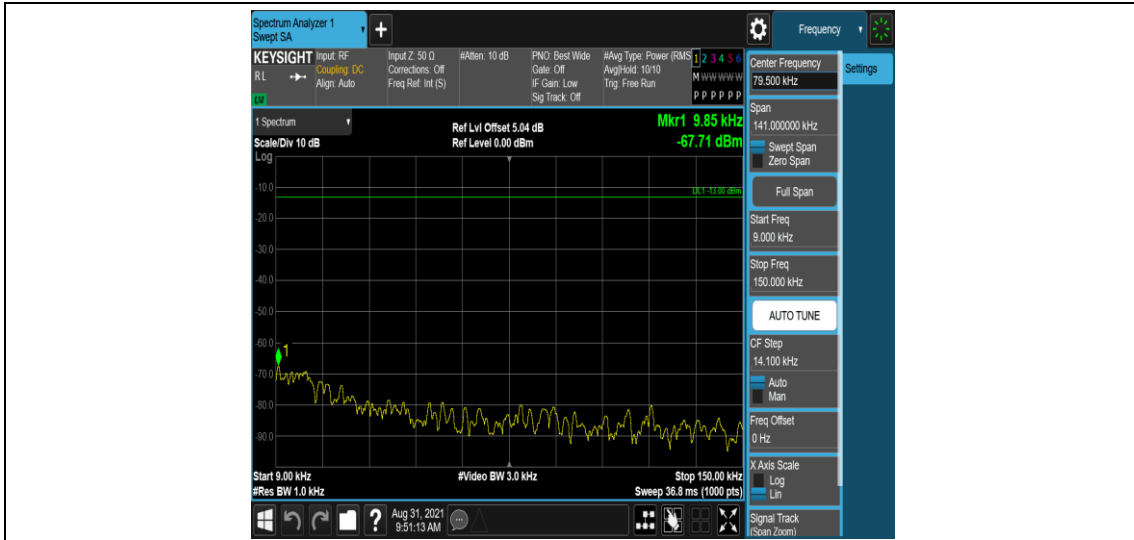 Spectrum Analyzer 1
Swept SA
+
Frequency
KEYSIGHT
R L
Input: RF
Coupling: DC
Align: Auto
Input Z: 50 Ω
Corrections: Off
Freq Ref: Int (S)
#Atten: 10 dB
PNO: Best Wide
Gate: Off
IF Gain: Low
Sig Track: Off
#Avg Type: Power (RMS
Avg|Hold: 10/10
Trig: Free Run
1 2 3 4 5 6
M W W W W W
P P P P P P
1 Spectrum
Scale/Div 10 dB
Log
Ref Lvl Offset 5.04 dB
Ref Level 0.00 dBm
Mkr1 9.85 kHz
-67.71 dBm
DL1 -13.00 dBm
-10.0
-20.0
-30.0
-40.0
-50.0
-60.0
-70.0
-80.0
-90.0
1
Start 9.00 kHz
#Res BW 1.0 kHz
#Video BW 3.0 kHz
Stop 150.00 kHz
Sweep 36.8 ms (1000 pts)
?
Aug 31, 2021
9:51:13 AM
Center Frequency
79.500 kHz
Settings
Span
141.000000 kHz
Swept Span
Zero Span
Full Span
Start Freq
9.000 kHz
Stop Freq
150.000 kHz
AUTO TUNE
CF Step
14.100 kHz
Auto
Man
Freq Offset
0 Hz
X Axis Scale
Log
Lin
Signal Track
(Span Zoom)